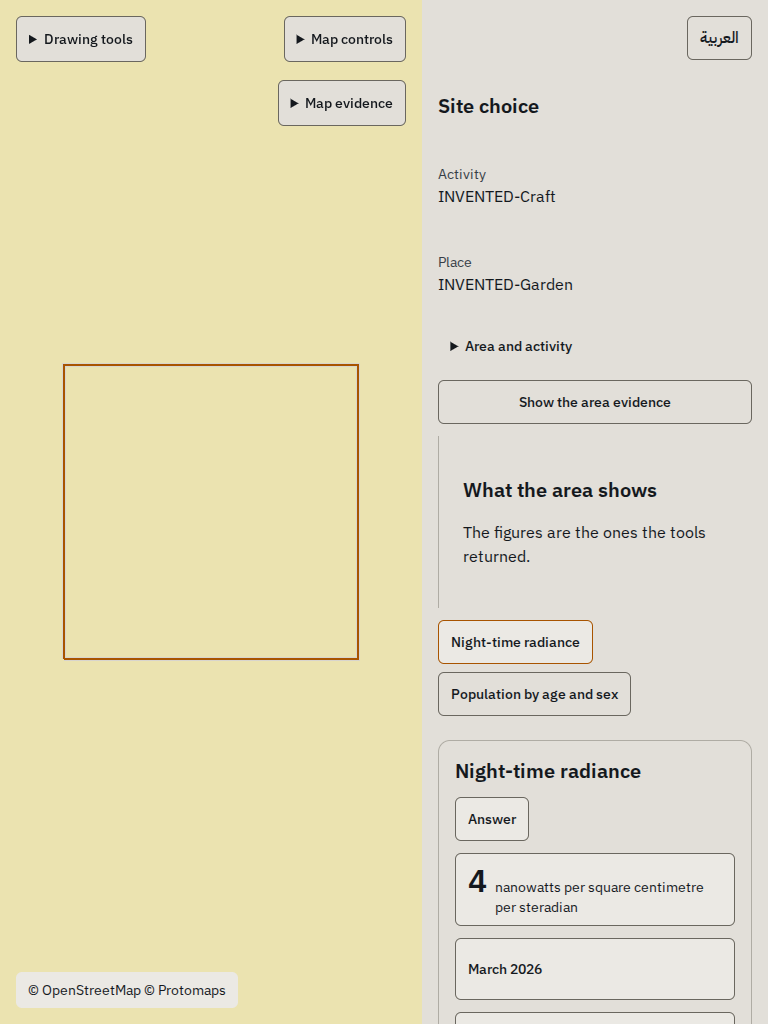 Drawing tools
Map controls
Map evidence
© OpenStreetMap © Protomaps
العربية
Site choice
Activity
INVENTED-Craft
Place
INVENTED-Garden
Area and activity
Show the area evidence
What the area shows
The figures are the ones the tools
returned.
Night-time radiance
Population by age and sex
Night-time radiance
Answer
4 nanowatts per square centimetre
per steradian
March 2026